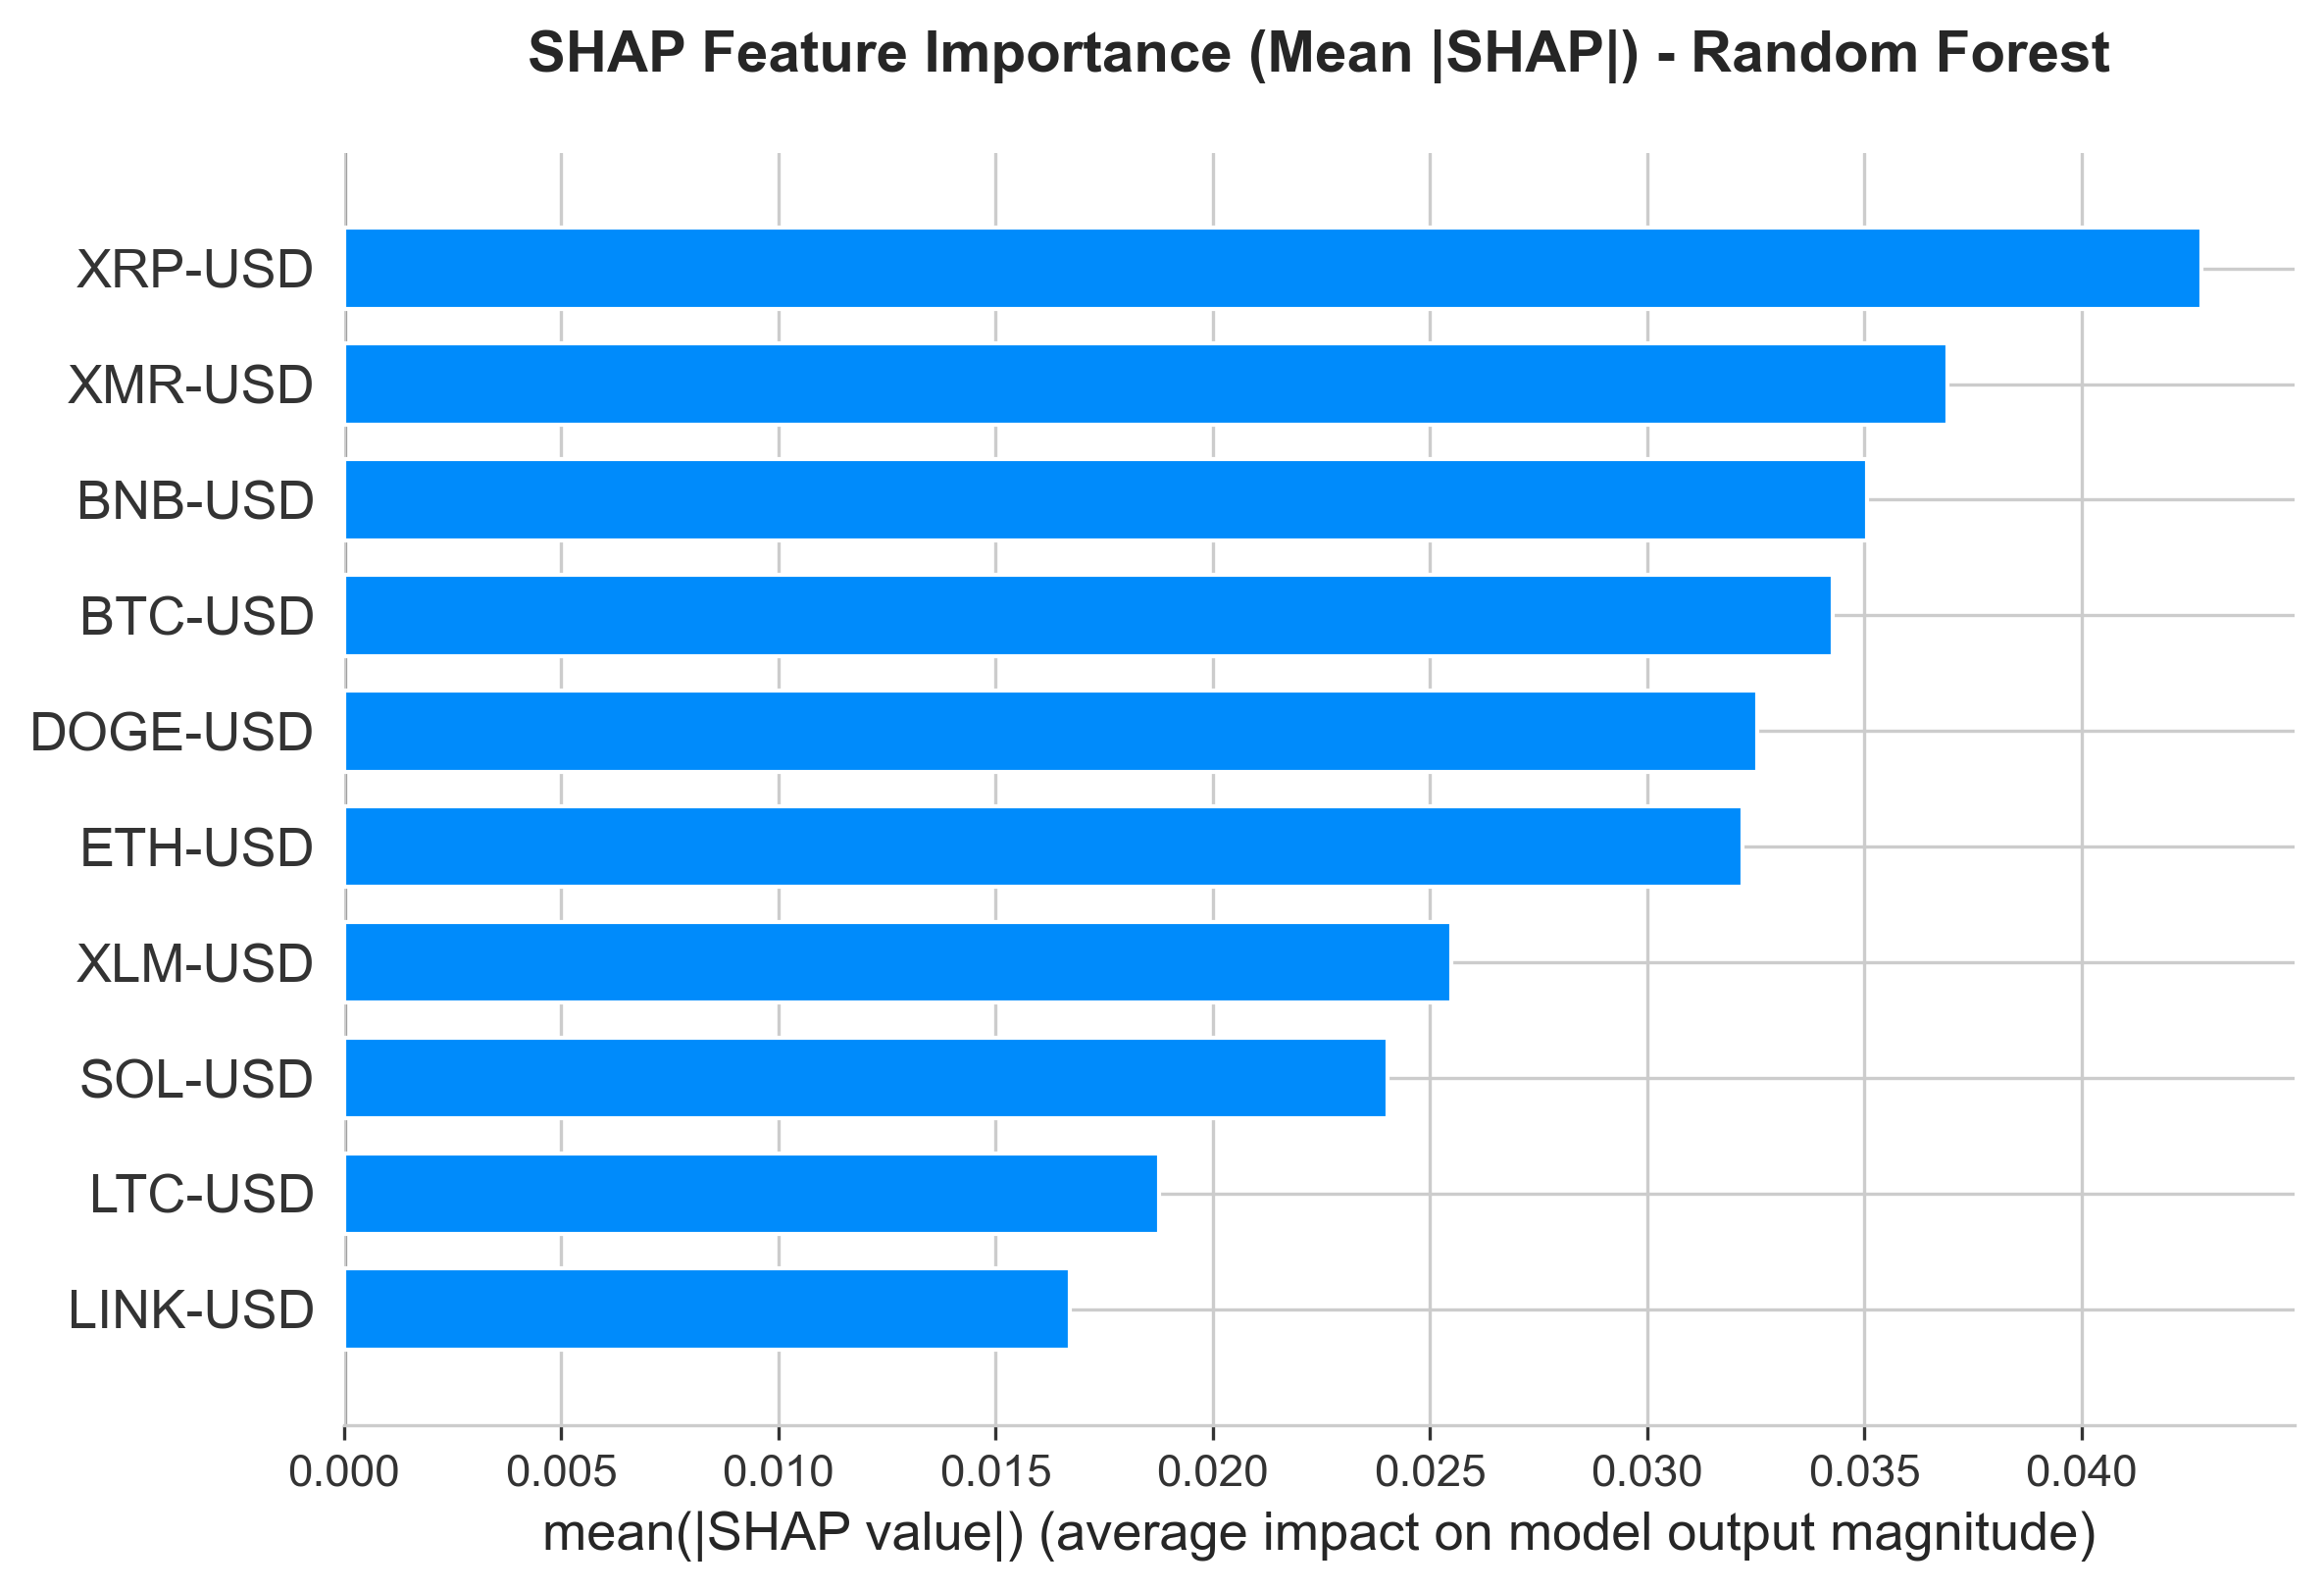 SHAP Feature Importance (Mean |SHAP|) - Random Forest
XRP-USD
XMR-USD
BNB-USD
BTC-USD
DOGE-USD
ETH-USD
XLM-USD
SOL-USD
LTC-USD
LINK-USD
0.000 0.005 0.010 0.015 0.020 0.025 0.030 0.035 0.040
mean(|SHAP value|) (average impact on model output magnitude)